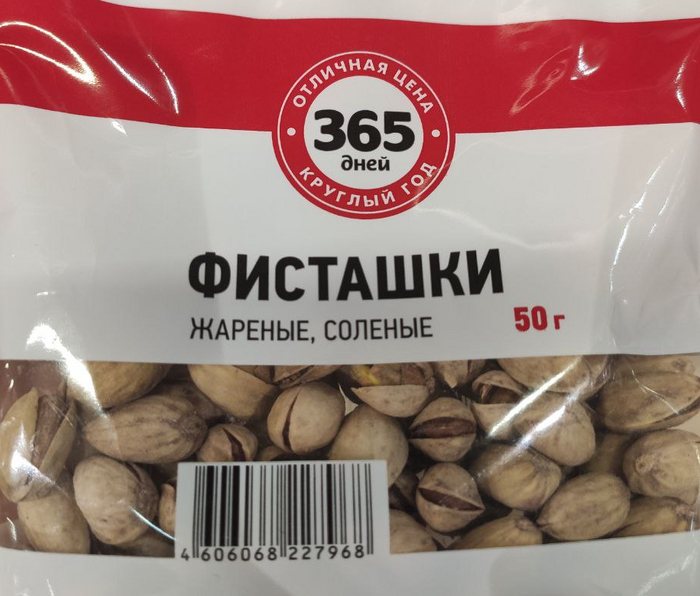 ОТЛИЧНАЯ ЦЕНА
365
дней
КРУГЛЫЙ ГОД
ФИСТАШКИ
ЖАРЕНЫЕ, СОЛЕНЫЕ
50 г
4 606068 227968